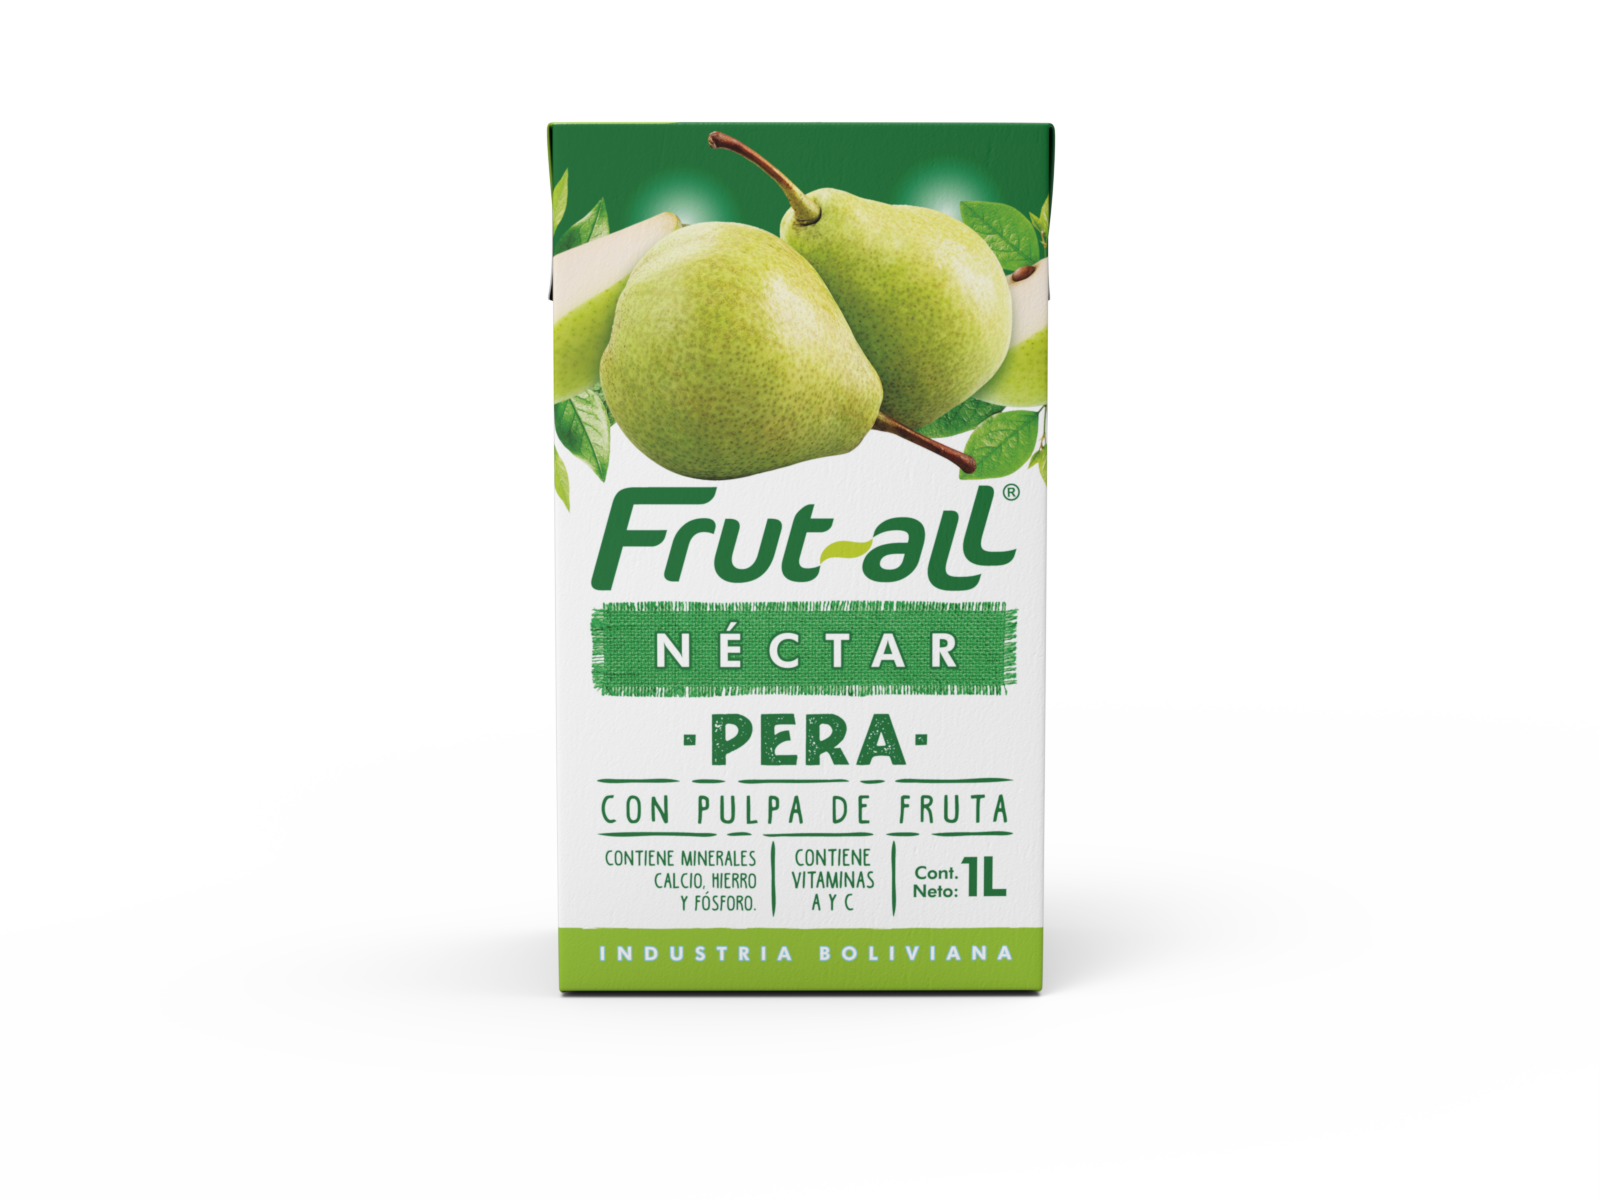 Frut-all®
NÉCTAR
·PERA·
CON PULPA DE FRUTA
CONTIENE MINERALES
CALCIO, HIERRO
Y FÓSFORO.
CONTIENE
VITAMINAS
A Y C
Cont.
Neto: 1L
INDUSTRIA BOLIVIANA